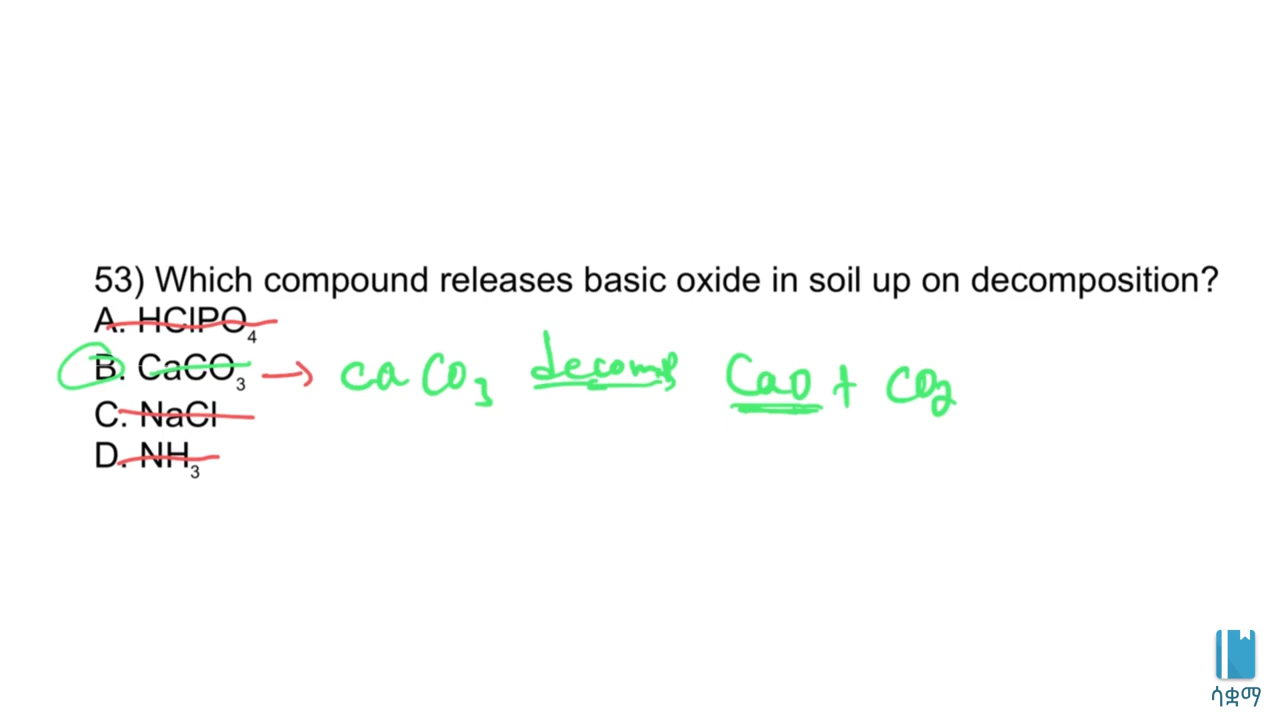 53) Which compound releases basic oxide in soil up on decomposition?
A. HClPO₄
B. CaCO₃ → CaCO₃ decomp CaO + CO₂
C. NaCl
D. NH₃
ሳቋማ